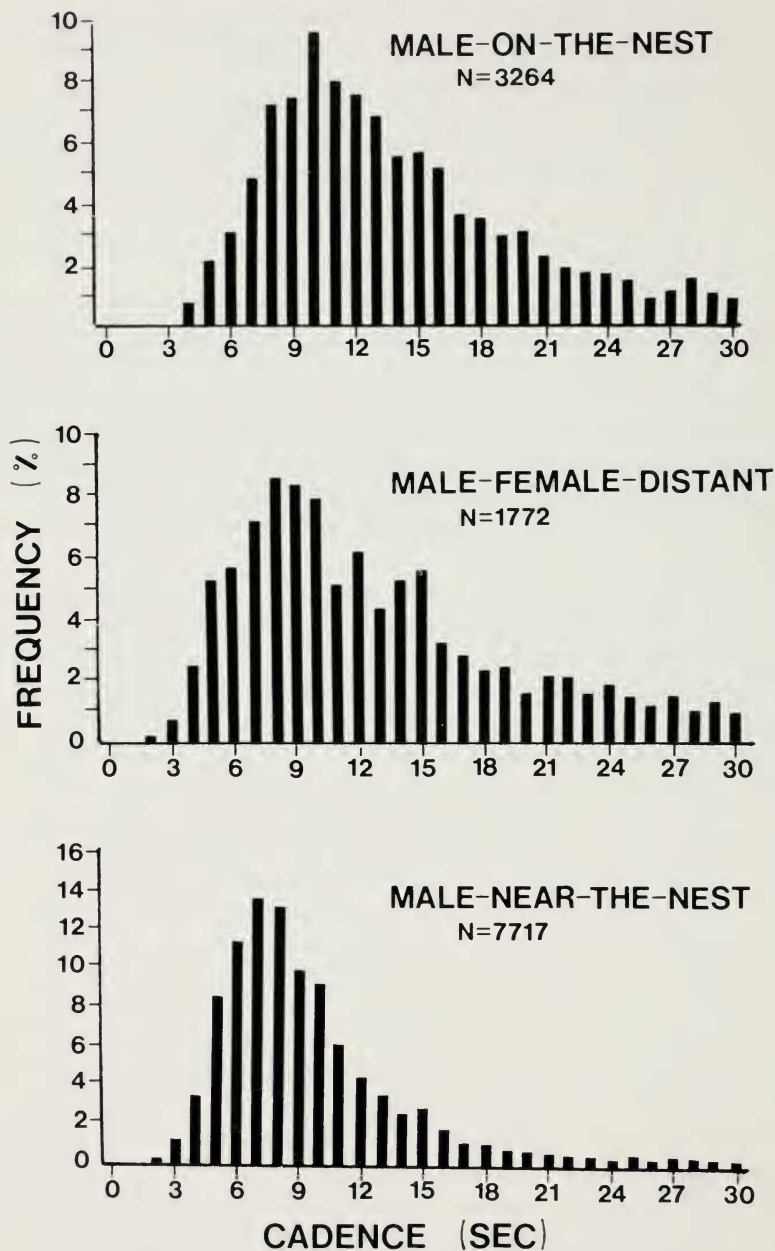 MALE-ON-THE-NEST
N=3264
10
8
6
4
2
0 3 6 9 12 15 18 21 24 27 30
MALE-FEMALE-DISTANT
N=1772
10
8
6
4
2
0
0 3 6 9 12 15 18 21 24 27 30
FREQUENCY (%)
MALE-NEAR-THE-NEST
N=7717
16
14
12
10
8
6
4
2
0
0 3 6 9 12 15 18 21 24 27 30
CADENCE (SEC)